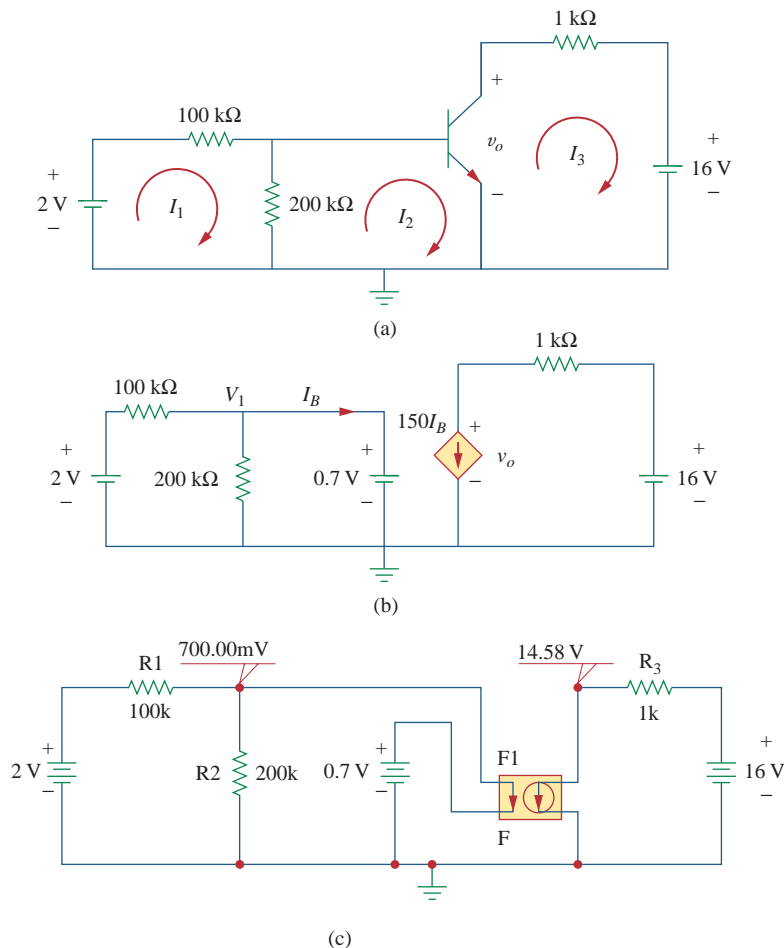 1 kΩ
+
100 kΩ
vo
I3
+
16 V
−
+
2 V
−
I1
200 kΩ
I2
−
(a)
1 kΩ
100 kΩ
V1
IB
150IB
+
+
2 V
−
200 kΩ
+
0.7 V
−
vo
−
+
16 V
−
(b)
700.00mV
14.58 V
R1
R3
100k
1k
+
2 V
−
R2
200k
+
0.7 V
−
F1
F
+
16 V
−
(c)